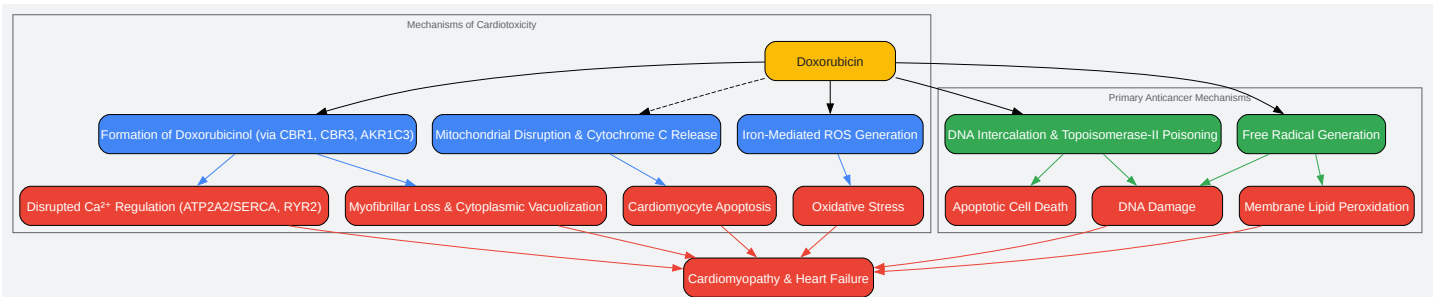 Mechanisms of Cardiotoxicity
Doxorubicin
Primary Anticancer Mechanisms
Formation of Doxorubicinol (via CBR1, CBR3, AKR1C3)
Mitochondrial Disruption & Cytochrome C Release
Iron-Mediated ROS Generation
DNA Intercalation & Topoisomerase-II Poisoning
Free Radical Generation
Disrupted Ca²⁺ Regulation (ATP2A2/SERCA, RYR2)
Myofibrillar Loss & Cytoplasmic Vacuolization
Cardiomyocyte Apoptosis
Oxidative Stress
Apoptotic Cell Death
DNA Damage
Membrane Lipid Peroxidation
Cardiomyopathy & Heart Failure